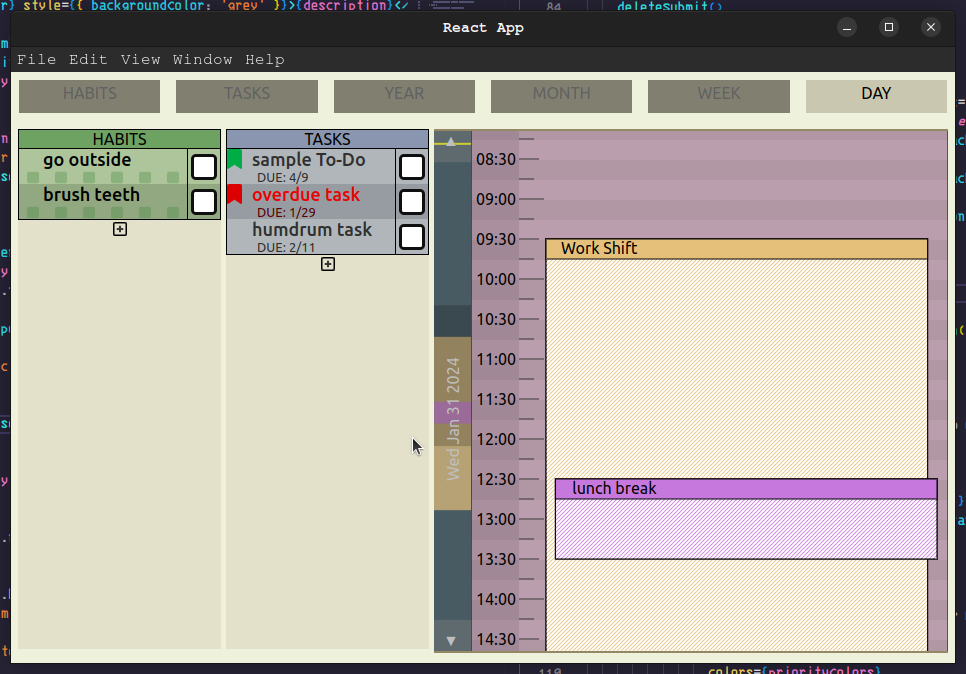 r} style={{ backgroundColor: 'grey' }}>{description}</
84 deleteSubmit()
React App
File Edit View Window Help
HABITS TASKS YEAR MONTH WEEK DAY
HABITS
go outside
brush teeth
TASKS
sample To-Do
DUE: 4/9
overdue task
DUE: 1/29
humdrum task
DUE: 2/11
Wed Jan 31 2024
08:30
09:00
09:30
Work Shift
10:00
10:30
11:00
11:30
12:00
12:30
lunch break
13:00
13:30
14:00
14:30
colors={priorityColors}